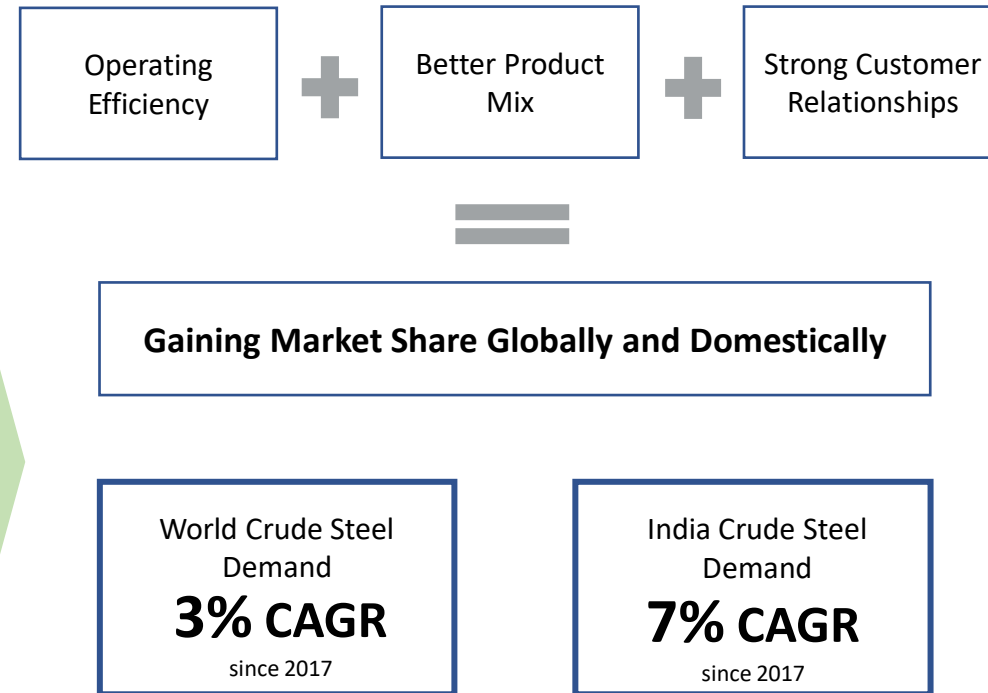 Operating
Efficiency
Better Product
Mix
Strong Customer
Relationships
Gaining Market Share Globally and Domestically
World Crude Steel
Demand
3% CAGR
since 2017
India Crude Steel
Demand
7% CAGR
since 2017